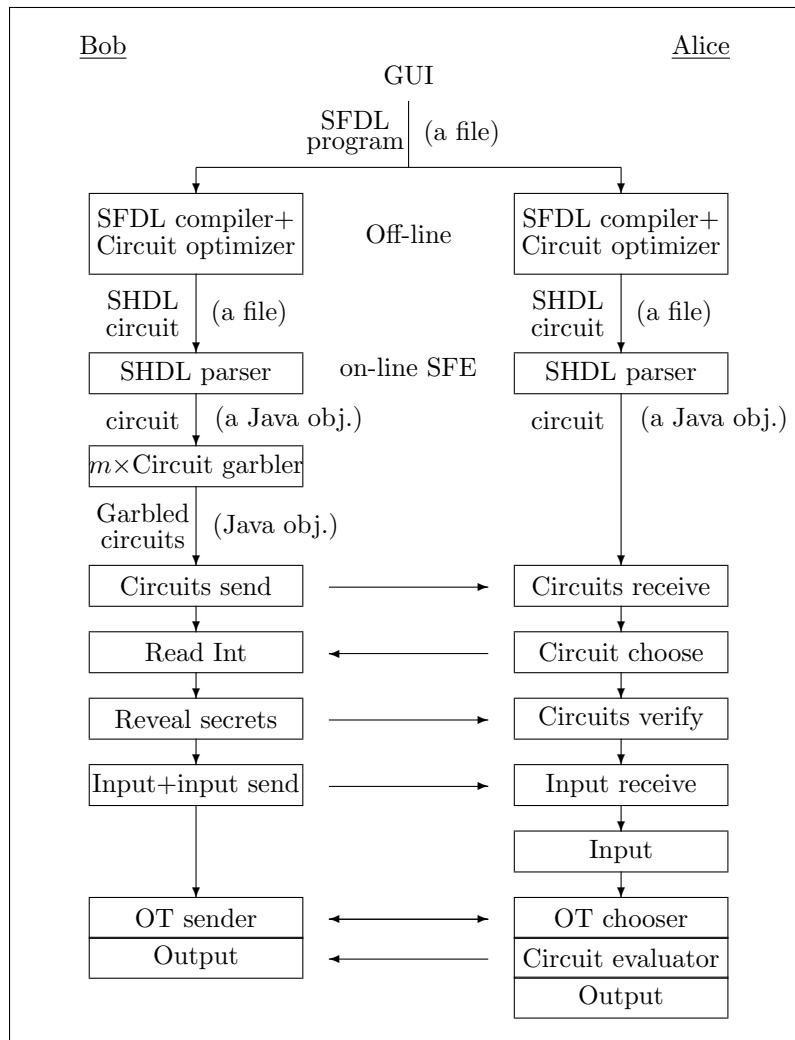 Bob Alice
GUI
SFDL
program (a file)
SFDL compiler+ SFDL compiler+
Circuit optimizer Off-line Circuit optimizer
SHDL SHDL
circuit (a file) circuit (a file)
SHDL parser on-line SFE SHDL parser
circuit (a Java obj.) circuit (a Java obj.)
m×Circuit garbler
Garbled
circuits (Java obj.)
Circuits send Circuits receive
Read Int Circuit choose
Reveal secrets Circuits verify
Input+input send Input receive
Input
OT sender OT chooser
Output Circuit evaluator
Output